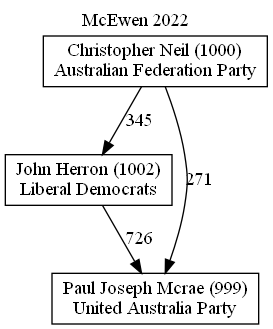 McEwen 2022
Christopher Neil (1000)
Australian Federation Party
345
John Herron (1002)
Liberal Democrats
271
726
Paul Joseph Mcrae (999)
United Australia Party